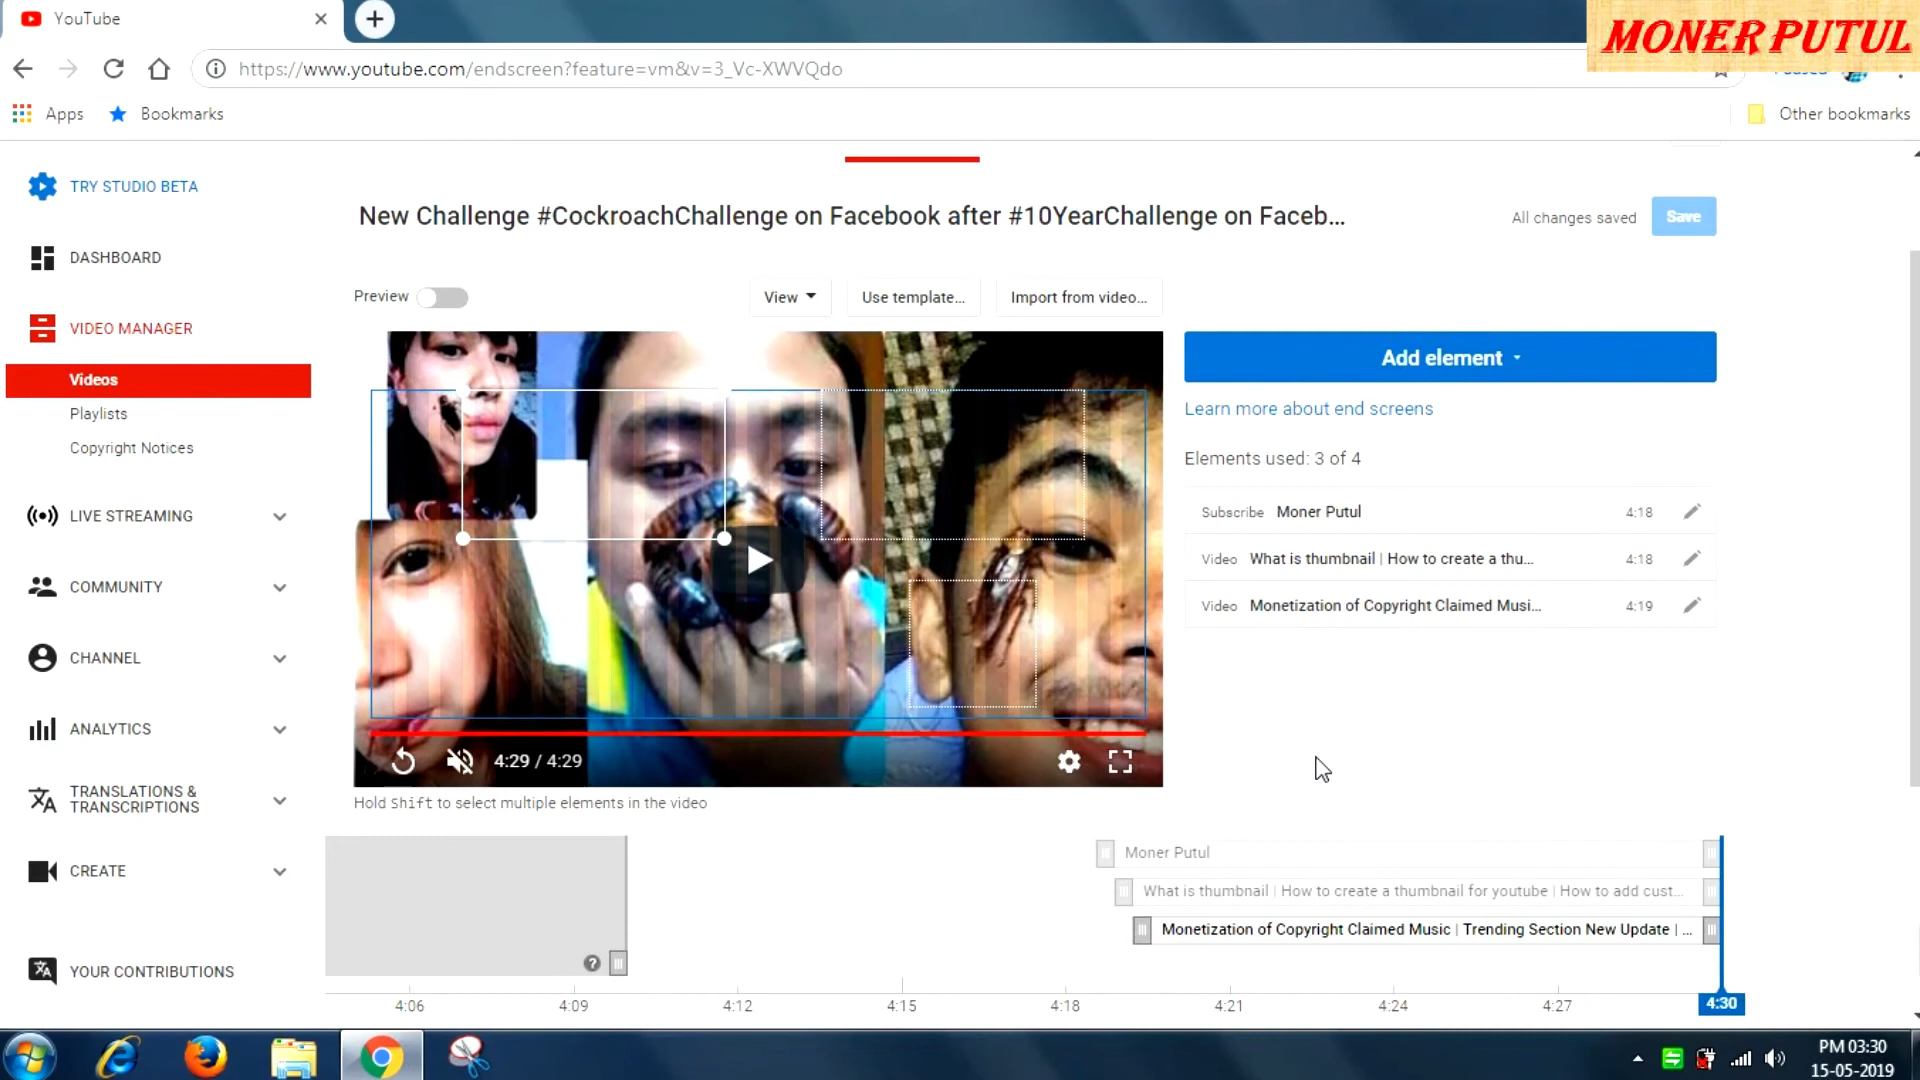 YouTube
MONER PUTUL
https://www.youtube.com/endscreen?feature=vm&v=3_Vc-XWVQdo
Apps
Bookmarks
Other bookmarks
TRY STUDIO BETA
DASHBOARD
VIDEO MANAGER
Videos
Playlists
Copyright Notices
LIVE STREAMING
COMMUNITY
CHANNEL
ANALYTICS
TRANSLATIONS &
TRANSCRIPTIONS
CREATE
YOUR CONTRIBUTIONS
New Challenge #CockroachChallenge on Facebook after #10YearChallenge on Faceb...
All changes saved
Save
Preview
View
Use template...
Import from video...
4:29 / 4:29
Hold Shift to select multiple elements in the video
Add element
Learn more about end screens
Elements used: 3 of 4
Subscribe Moner Putul 4:18
Video What is thumbnail | How to create a thu... 4:18
Video Monetization of Copyright Claimed Musi... 4:19
Moner Putul
What is thumbnail | How to create a thumbnail for youtube | How to add cust...
Monetization of Copyright Claimed Music | Trending Section New Update | ...
?
4:06 4:09 4:12 4:15 4:18 4:21 4:24 4:27 4:30
PM 03:30
15-05-2019